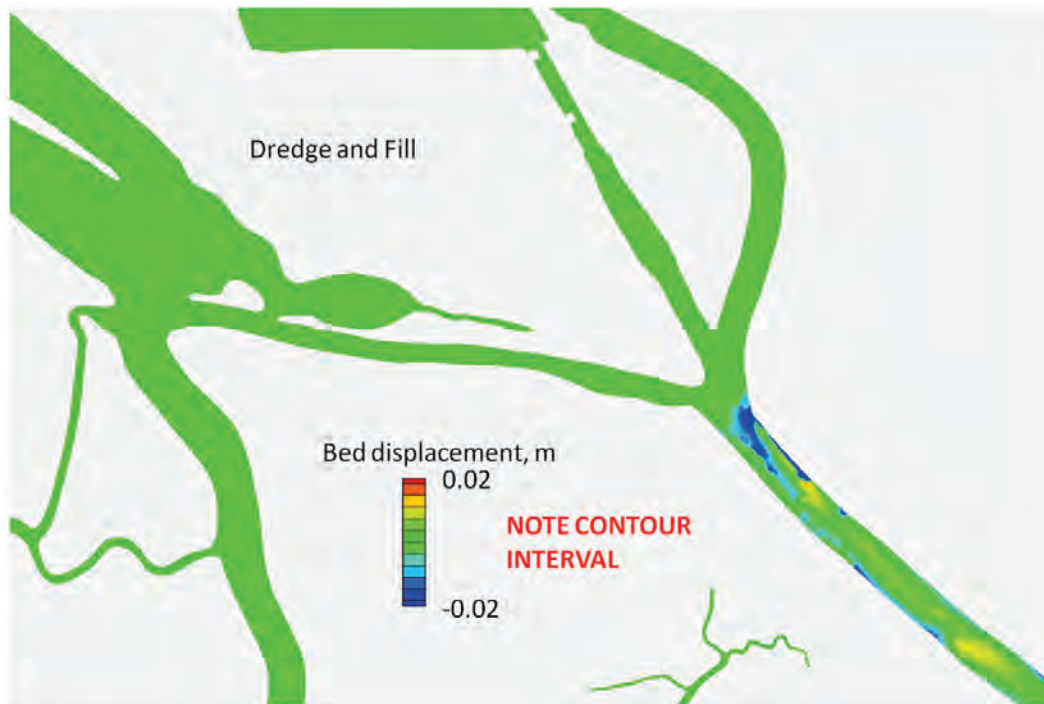 Dredge and Fill
Bed displacement, m
0.02
NOTE CONTOUR
INTERVAL
-0.02